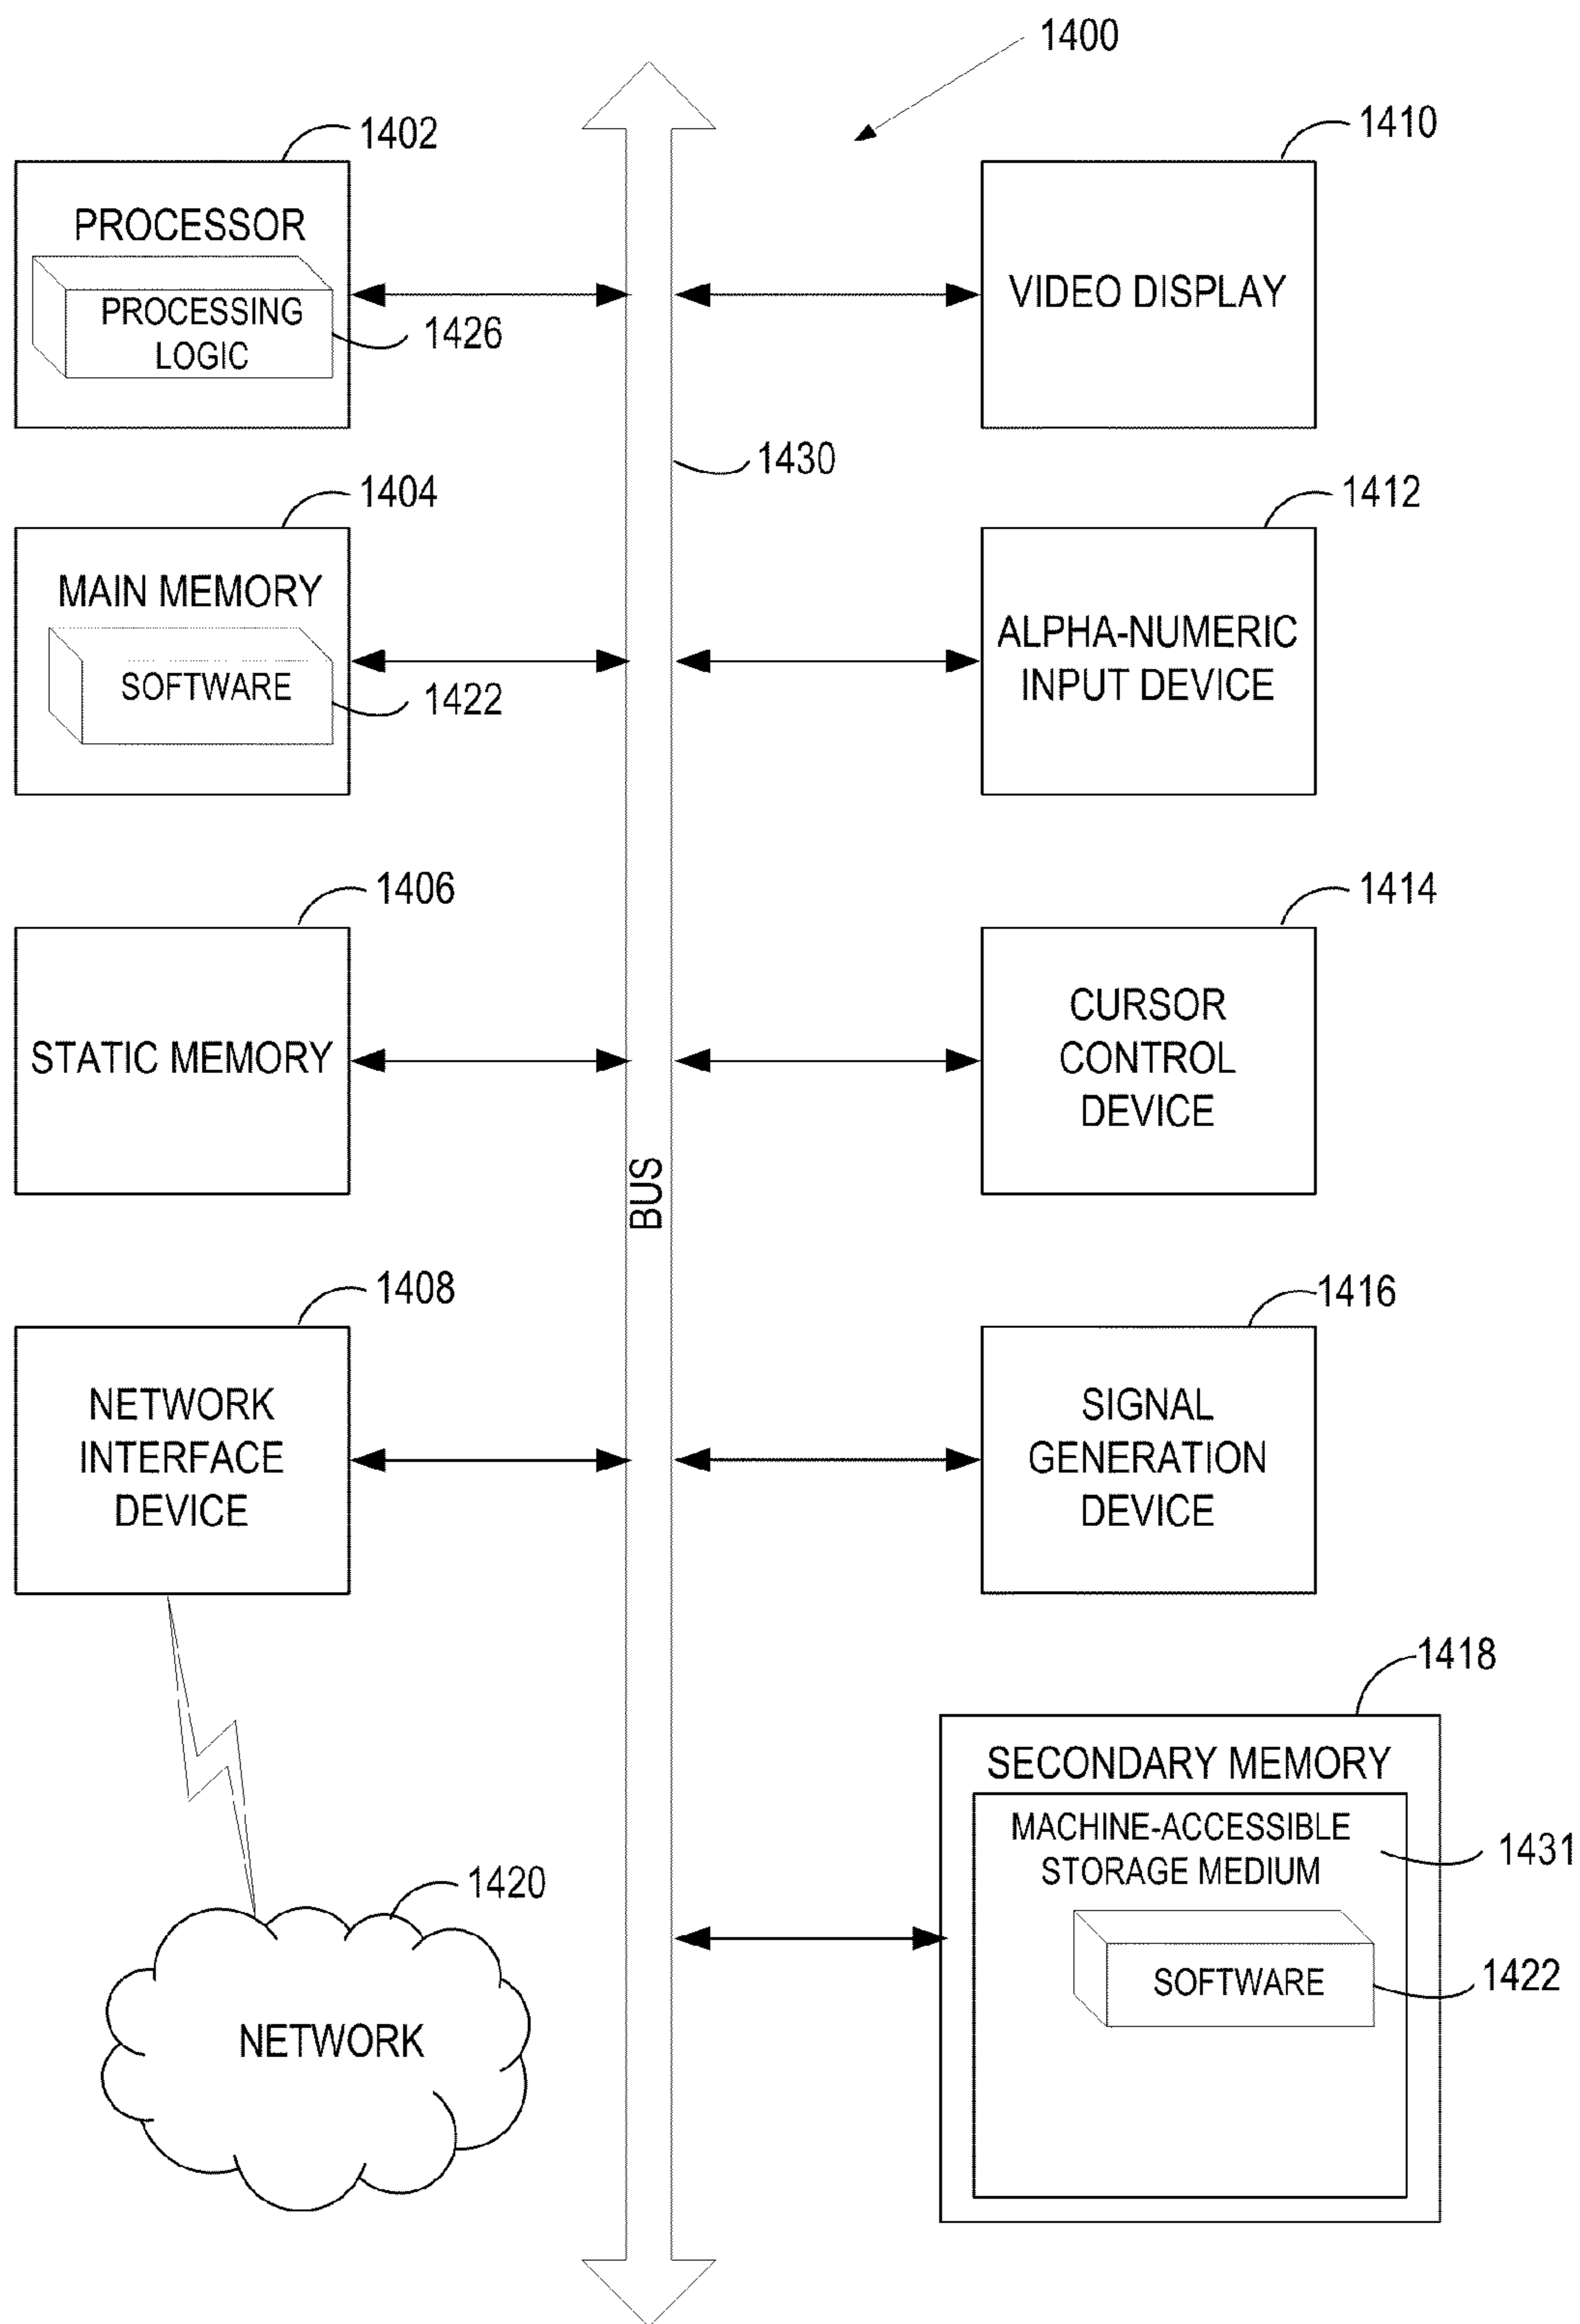 1400
1402
PROCESSOR
PROCESSING
LOGIC
1426
1410
VIDEO DISPLAY
1430
1404
MAIN MEMORY
SOFTWARE
1422
1412
ALPHA-NUMERIC
INPUT DEVICE
1406
STATIC MEMORY
1414
CURSOR
CONTROL
DEVICE
BUS
1408
NETWORK
INTERFACE
DEVICE
1416
SIGNAL
GENERATION
DEVICE
1418
SECONDARY MEMORY
MACHINE-ACCESSIBLE
STORAGE MEDIUM
1431
SOFTWARE
1422
1420
NETWORK